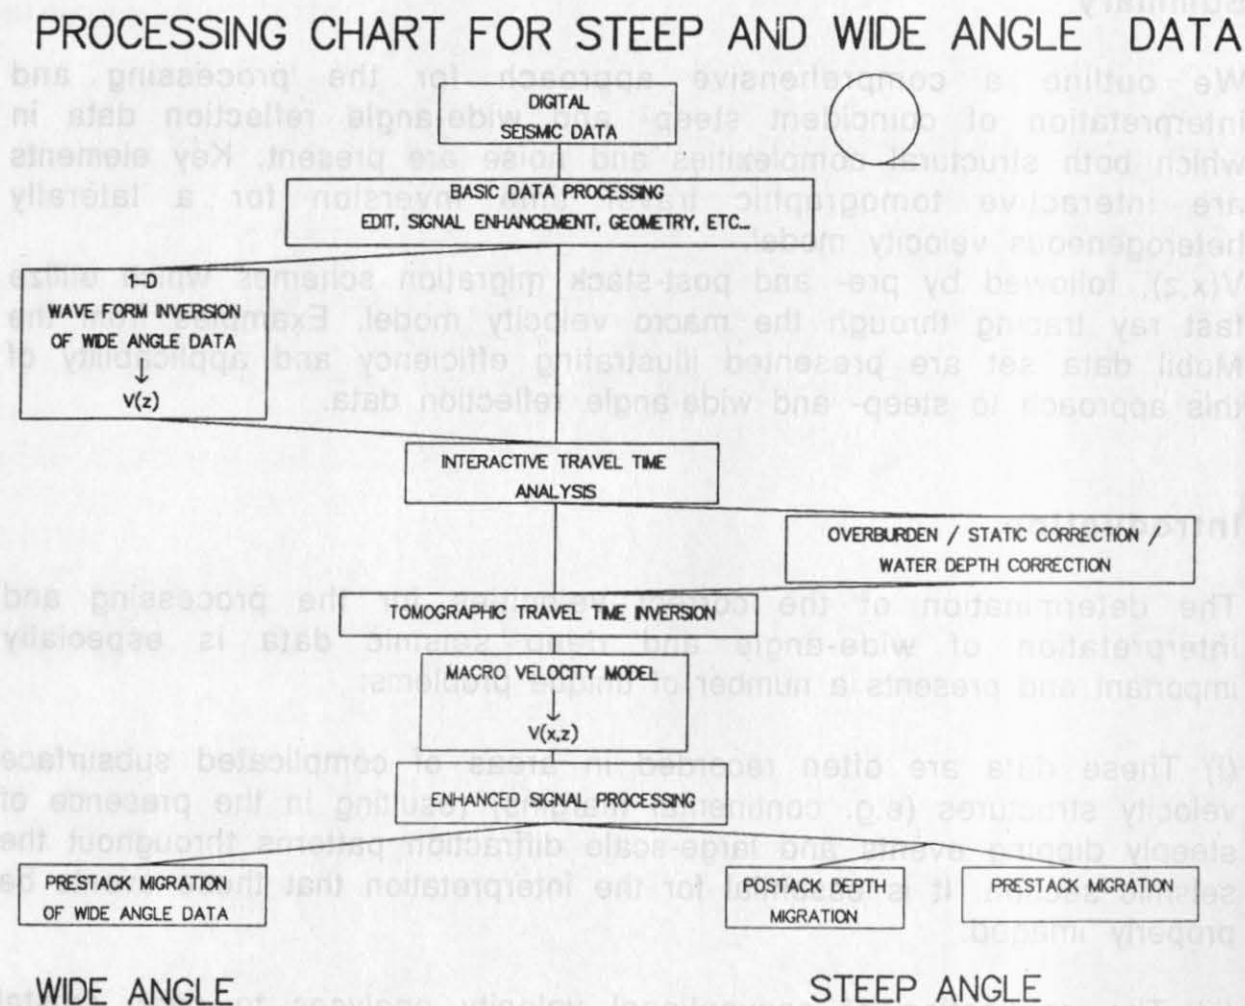 PROCESSING CHART FOR STEEP AND WIDE ANGLE DATA
DIGITAL
SEISMIC DATA
BASIC DATA PROCESSING
EDIT, SIGNAL ENHANCEMENT, GEOMETRY, ETC...
1-D
WAVE FORM INVERSION
OF WIDE ANGLE DATA
V(z)
INTERACTIVE TRAVEL TIME
ANALYSIS
OVERBURDEN / STATIC CORRECTION /
WATER DEPTH CORRECTION
TOMOGRAPHIC TRAVEL TIME INVERSION
MACRO VELOCITY MODEL
V(x,z)
ENHANCED SIGNAL PROCESSING
PRESTACK MIGRATION
OF WIDE ANGLE DATA
POSTACK DEPTH
MIGRATION
PRESTACK MIGRATION
WIDE ANGLE
STEEP ANGLE